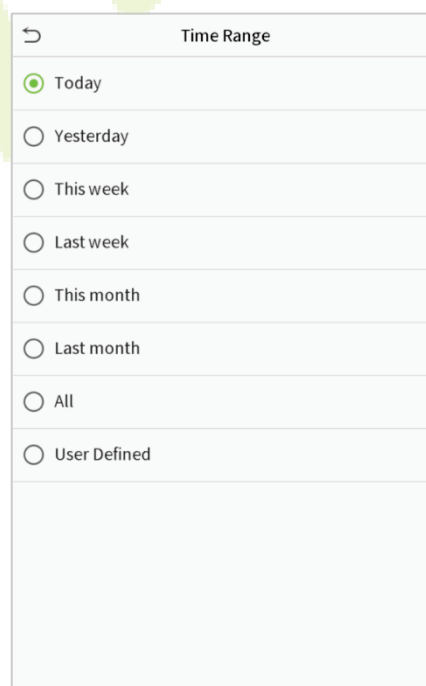 Time Range
Today
Yesterday
This week
Last week
This month
Last month
All
User Defined